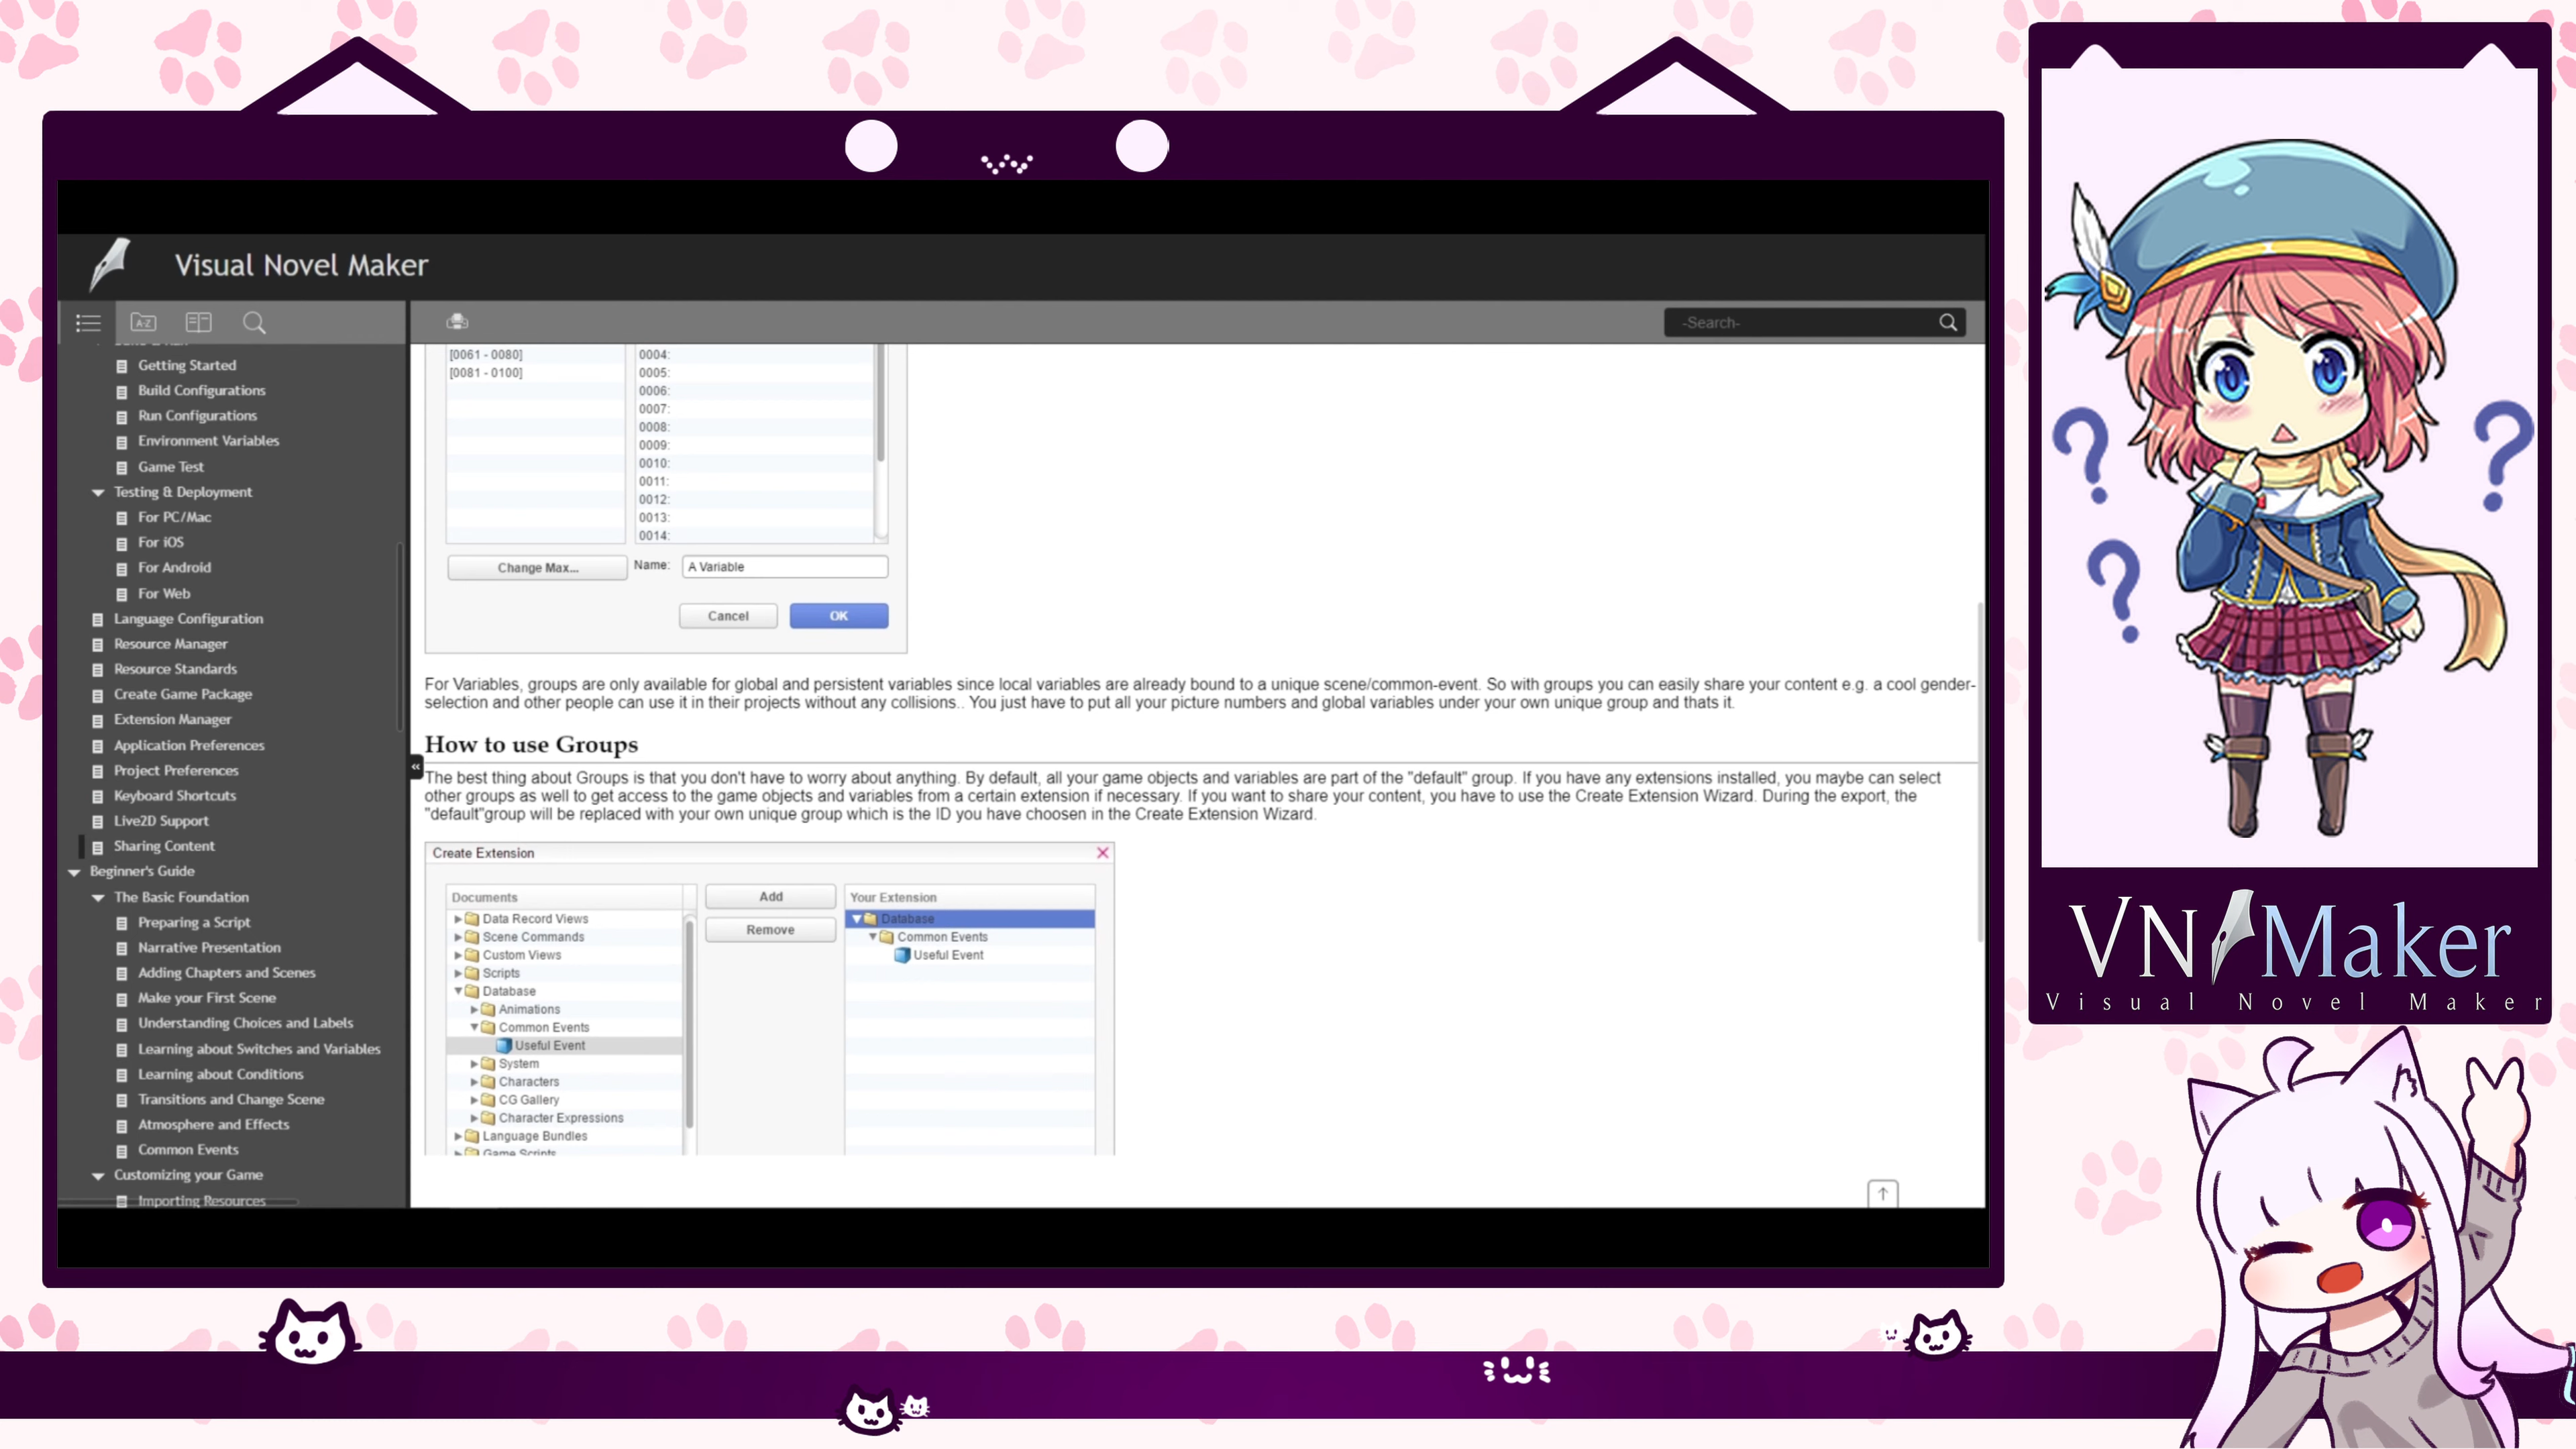 Visual Novel Maker
A-Z
-Search-
Getting Started
Build Configurations
Run Configurations
Environment Variables
Game Test
Testing & Deployment
For PC/Mac
For iOS
For Android
For Web
Language Configuration
Resource Manager
Resource Standards
Create Game Package
Extension Manager
Application Preferences
Project Preferences
Keyboard Shortcuts
Live2D Support
Sharing Content
Beginner's Guide
The Basic Foundation
Preparing a Script
Narrative Presentation
Adding Chapters and Scenes
Make your First Scene
Understanding Choices and Labels
Learning about Switches and Variables
Learning about Conditions
Transitions and Change Scene
Atmosphere and Effects
Common Events
Customizing your Game
Importing Resources
[0061 - 0080]
[0081 - 0100]
0004:
0005:
0006:
0007:
0008:
0009:
0010:
0011:
0012:
0013:
0014:
Change Max...
Name:
A Variable
Cancel
OK
For Variables, groups are only available for global and persistent variables since local variables are already bound to a unique scene/common-event. So with groups you can easily share your content e.g. a cool gender-
selection and other people can use it in their projects without any collisions.. You just have to put all your picture numbers and global variables under your own unique group and thats it.
How to use Groups
The best thing about Groups is that you don't have to worry about anything. By default, all your game objects and variables are part of the "default" group. If you have any extensions installed, you maybe can select
other groups as well to get access to the game objects and variables from a certain extension if necessary. If you want to share your content, you have to use the Create Extension Wizard. During the export, the
"default"group will be replaced with your own unique group which is the ID you have choosen in the Create Extension Wizard.
Create Extension
Documents
Data Record Views
Scene Commands
Custom Views
Scripts
Database
Animations
Common Events
Useful Event
System
Characters
CG Gallery
Character Expressions
Language Bundles
Game Scripts
Add
Remove
Your Extension
Database
Common Events
Useful Event
? ? ?
VN Maker
Visual Novel Maker